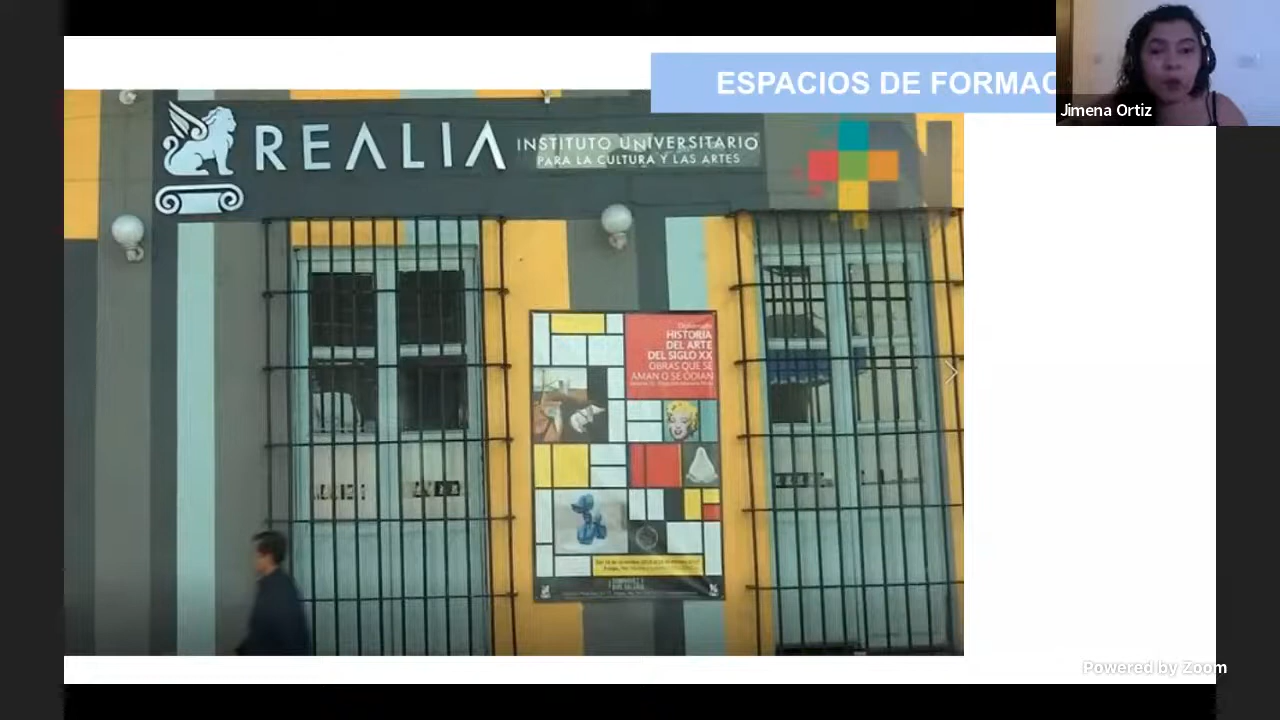 ESPACIOS DE FORMAC
Jimena Ortiz
REALIA
INSTITUTO UNIVERSITARIO
PARA LA CULTURA Y LAS ARTES
HISTORIA
DEL ARTE
DEL SIGLO XX
OBRAS QUE SE
AMAN O SE ODIAN
Powered by Zoom